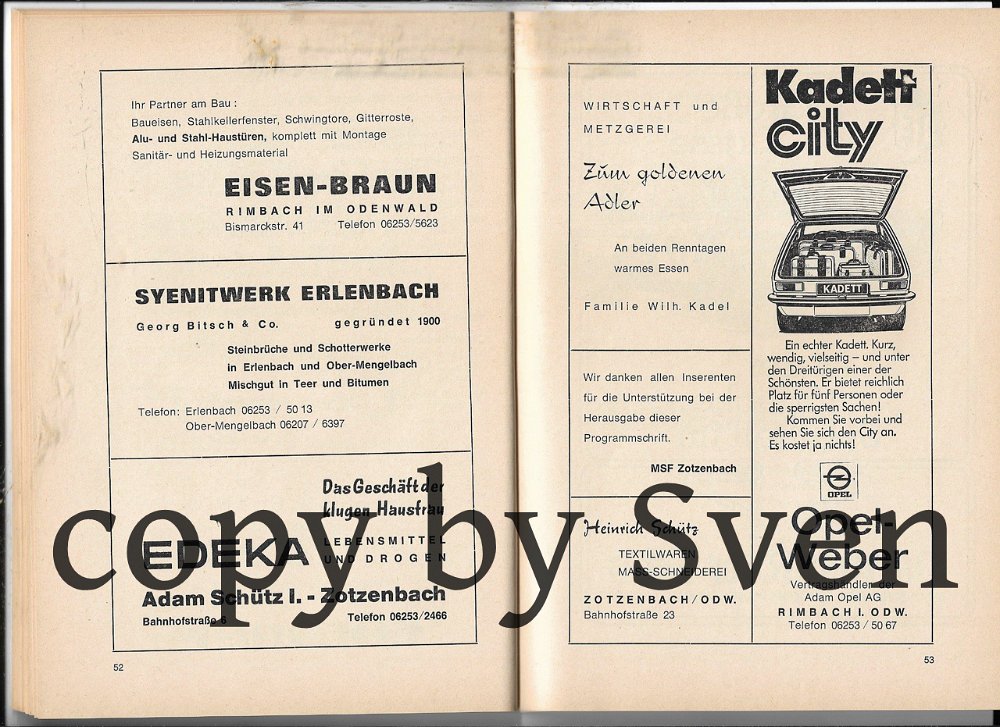 Ihr Partner am Bau:
Baueisen, Stahlkellerfenster, Schwingtore, Gitterroste,
Alu- und Stahl-Haustüren, komplett mit Montage
Sanitär- und Heizungsmaterial
EISEN-BRAUN
RIMBACH IM ODENWALD
Bismarckstr. 41 Telefon 06253/5623
SYENITWERK ERLENBACH
Georg Bitsch & Co. gegründet 1900
Steinbrüche und Schotterwerke
in Erlenbach und Ober-Mengelbach
Mischgut in Teer und Bitumen
Telefon: Erlenbach 06253 / 50 13
Ober-Mengelbach 06207 / 6397
Das Geschäft der
klugen Hausfrau
EDEKA LEBENSMITTEL
UND DROGEN
Adam Schütz I. - Zotzenbach
Bahnhofstraße 6 Telefon 06253/2466
52
WIRTSCHAFT und
METZGEREI
Zum goldenen
Adler
An beiden Renntagen
warmes Essen
Familie Wilh. Kadel
Wir danken allen Inserenten
für die Unterstützung bei der
Herausgabe dieser
Programmschrift.
MSF Zotzenbach
Heinrich Schütz
TEXTILWAREN
MASS-SCHNEIDEREI
ZOTZENBACH/ODW.
Bahnhofstraße 23
Kadett
City
KADETT
Ein echter Kadett. Kurz,
wendig, vielseitig – und unter
den Dreitürigen einer der
Schönsten. Er bietet reichlich
Platz für fünf Personen oder
die sperrigsten Sachen!
Kommen Sie vorbei und
sehen Sie sich den City an.
Es kostet ja nichts!
OPEL
Opel-
Weber
Vertragshändler der
Adam Opel AG
RIMBACH I. ODW.
Telefon 06253 / 50 67
53
copy by Sven